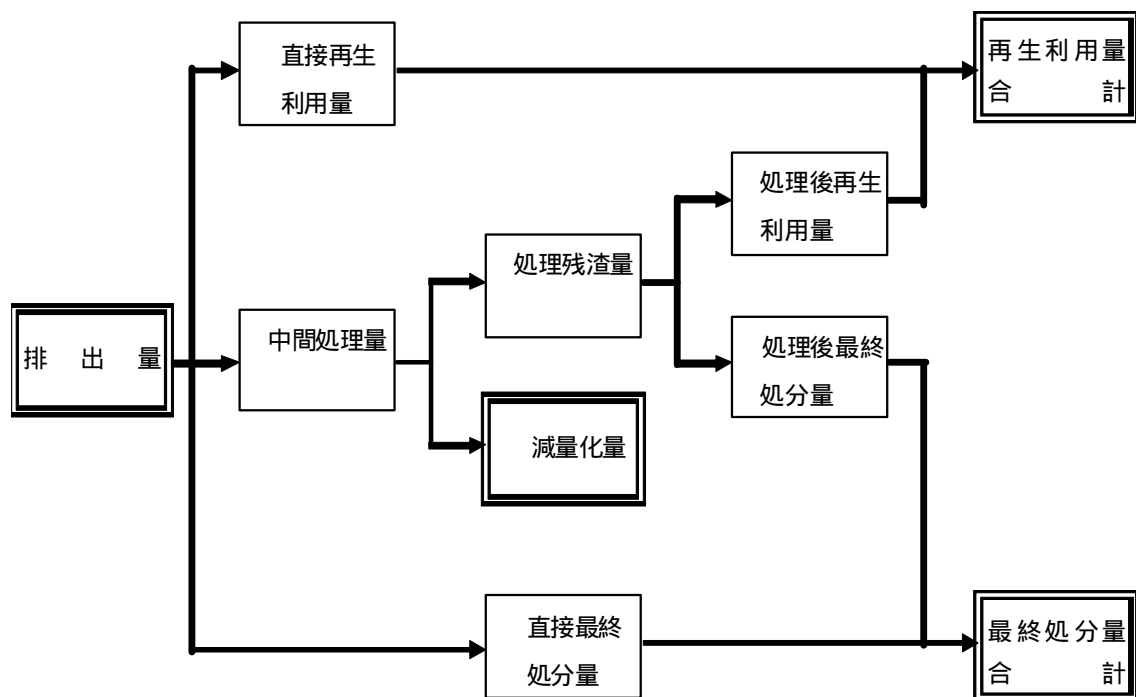 直接再生
利用量
再生利用量
合計
処理後再生
利用量
処理残渣量
排出量
中間処理量
処理後最終
処分量
減量化量
直接最終
処分量
最終処分量
合計